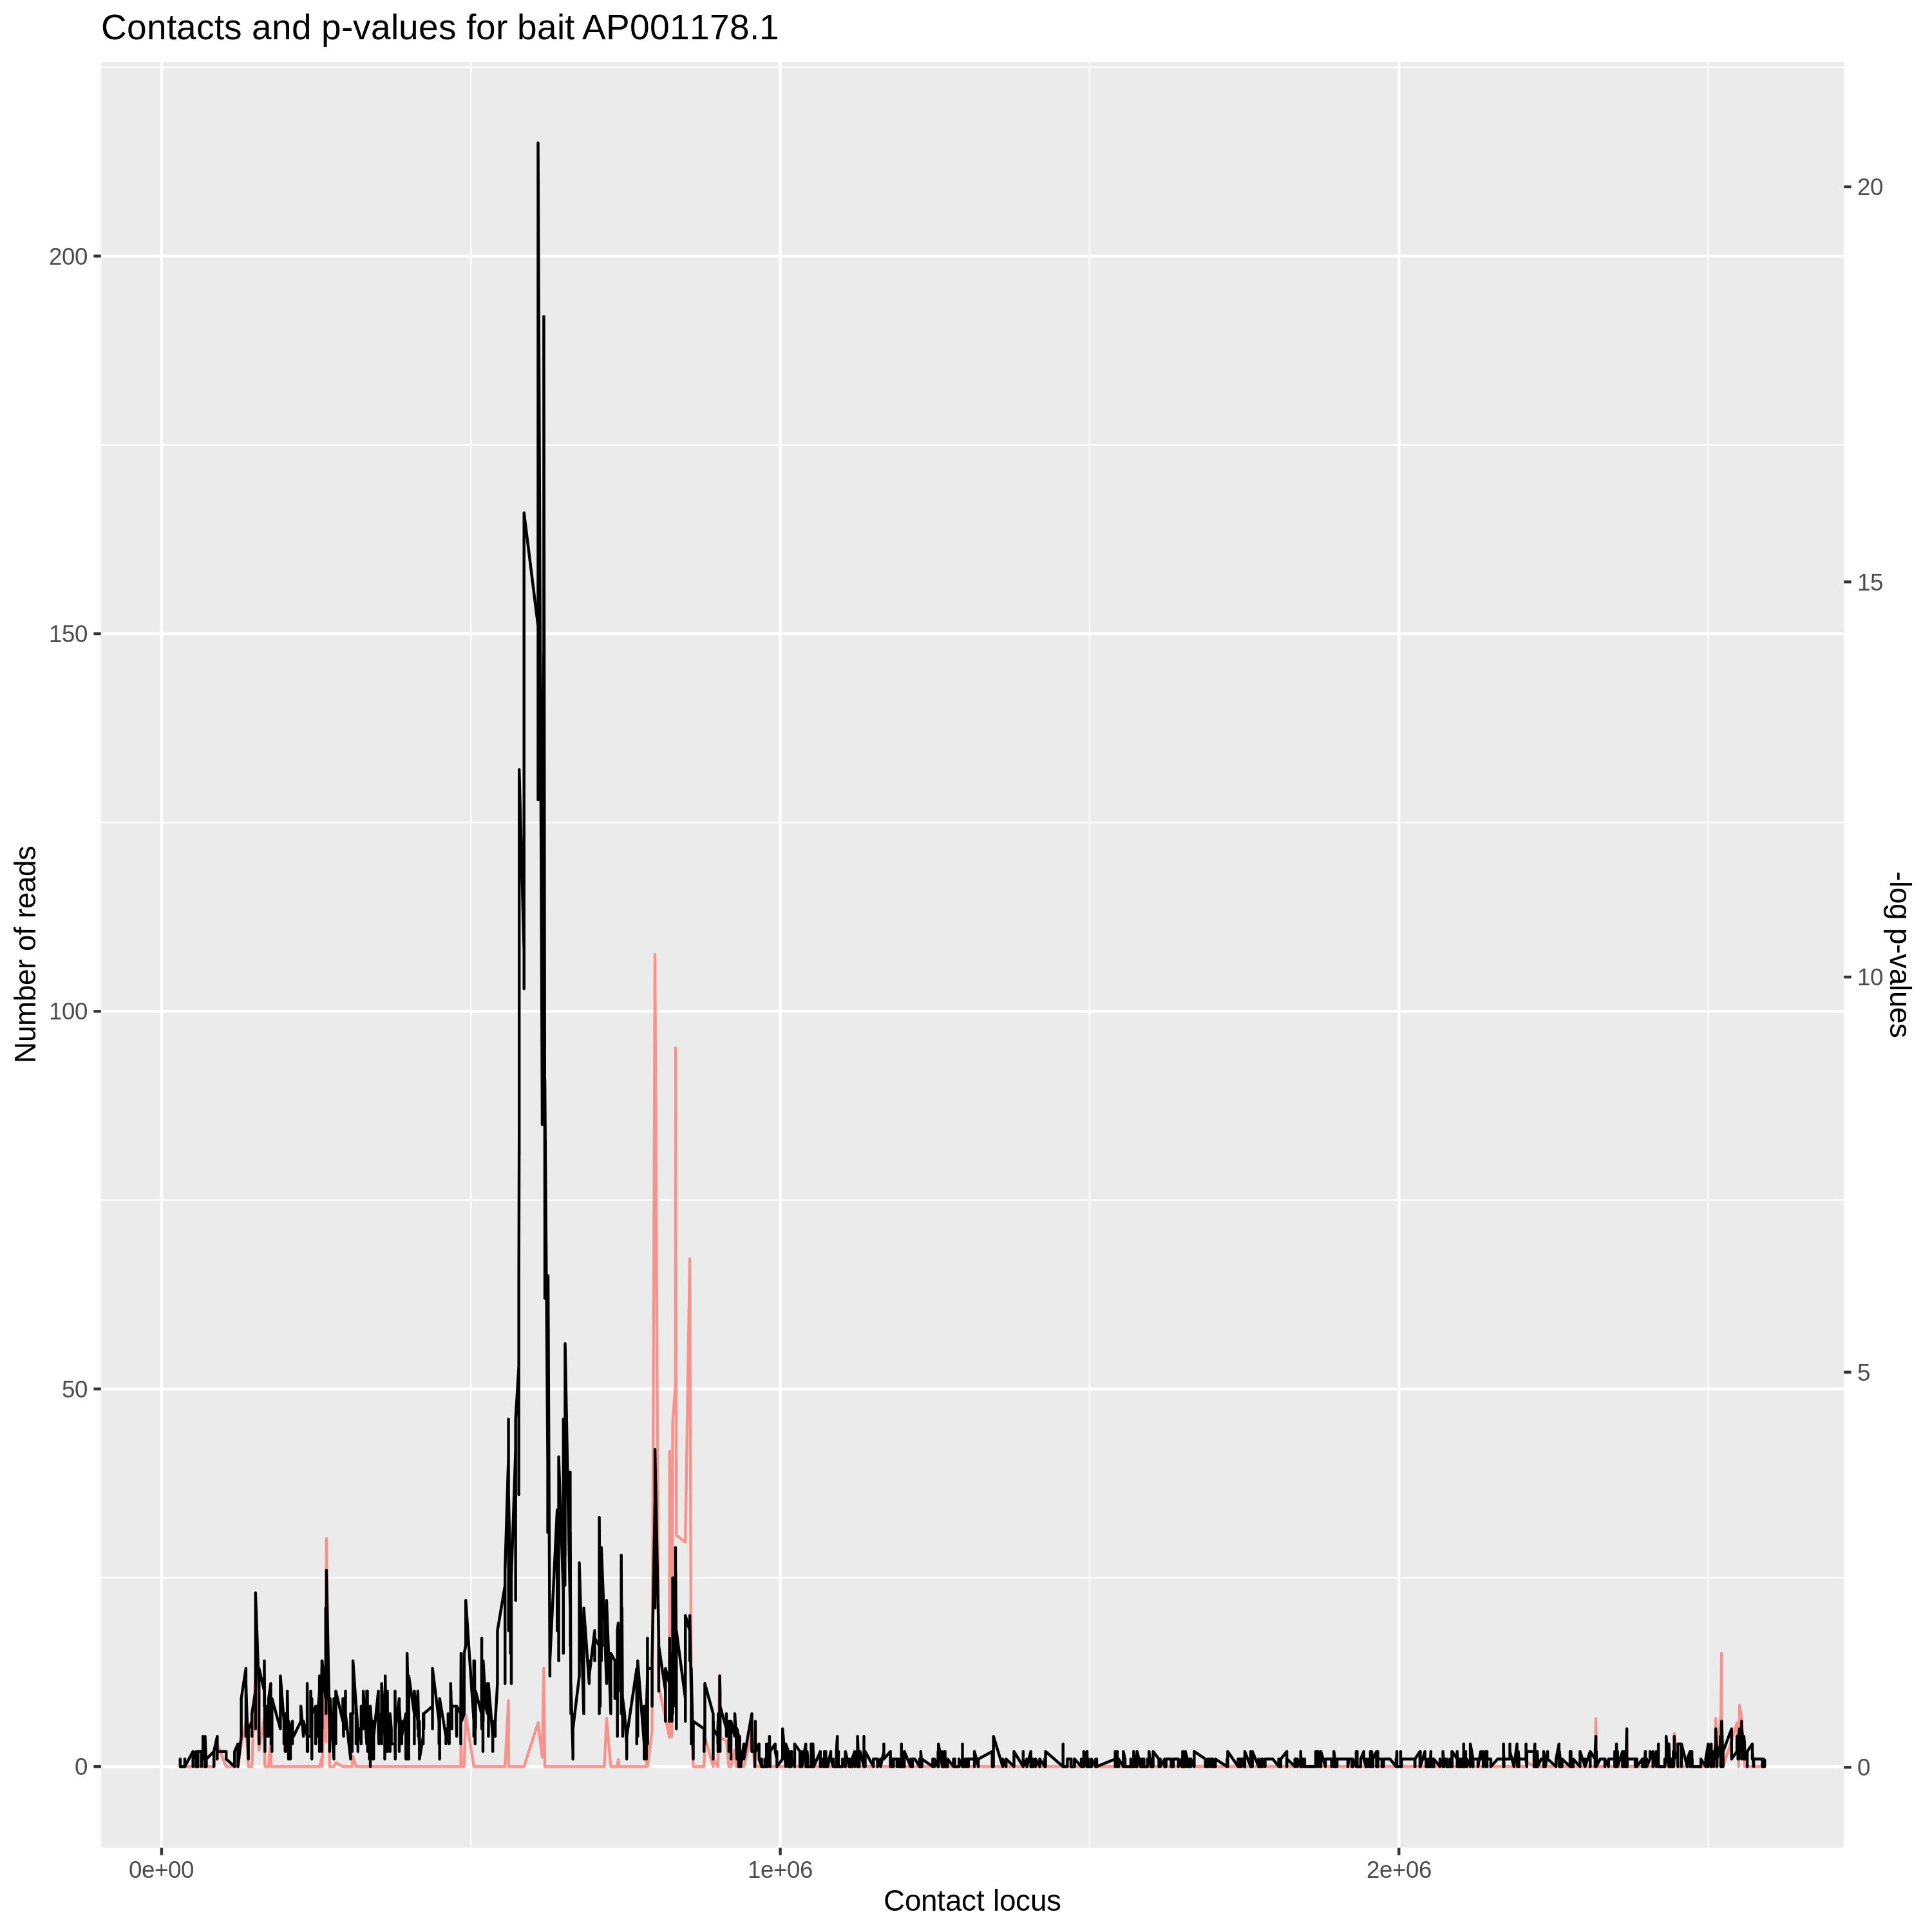 Contacts and p-values for bait AP001178.1
Number of reads
200
150
100
50
0
20
15
10
5
0
-log p-values
0e+00
1e+06
2e+06
Contact locus